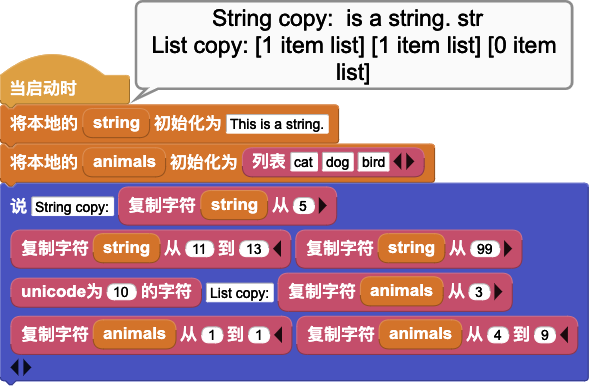 String copy:  is a string. str
List copy: [1 item list] [1 item list] [0 item
list]
当启动时
将本地的 string 初始化为 This is a string.
将本地的 animals 初始化为 列表 cat dog bird
说 String copy: 复制字符 string 从 5
复制字符 string 从 11 到 13 复制字符 string 从 99
unicode为 10 的字符 List copy: 复制字符 animals 从 3
复制字符 animals 从 1 到 1 复制字符 animals 从 4 到 9